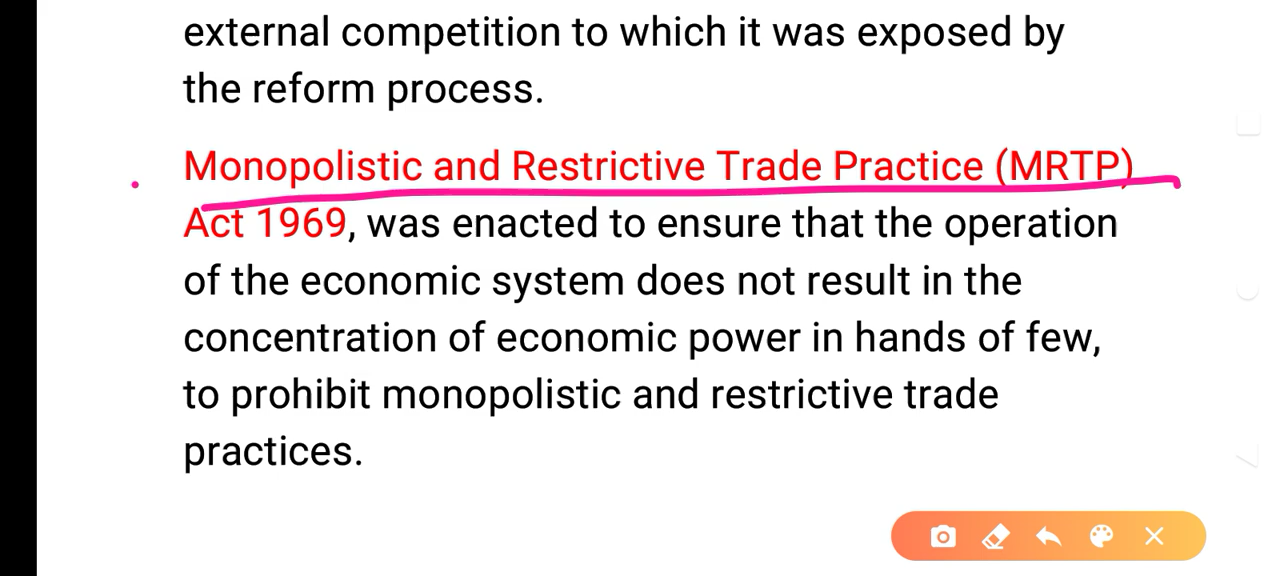 external competition to which it was exposed by
the reform process.
Monopolistic and Restrictive Trade Practice (MRTP)
Act 1969, was enacted to ensure that the operation
of the economic system does not result in the
concentration of economic power in hands of few,
to prohibit monopolistic and restrictive trade
practices.